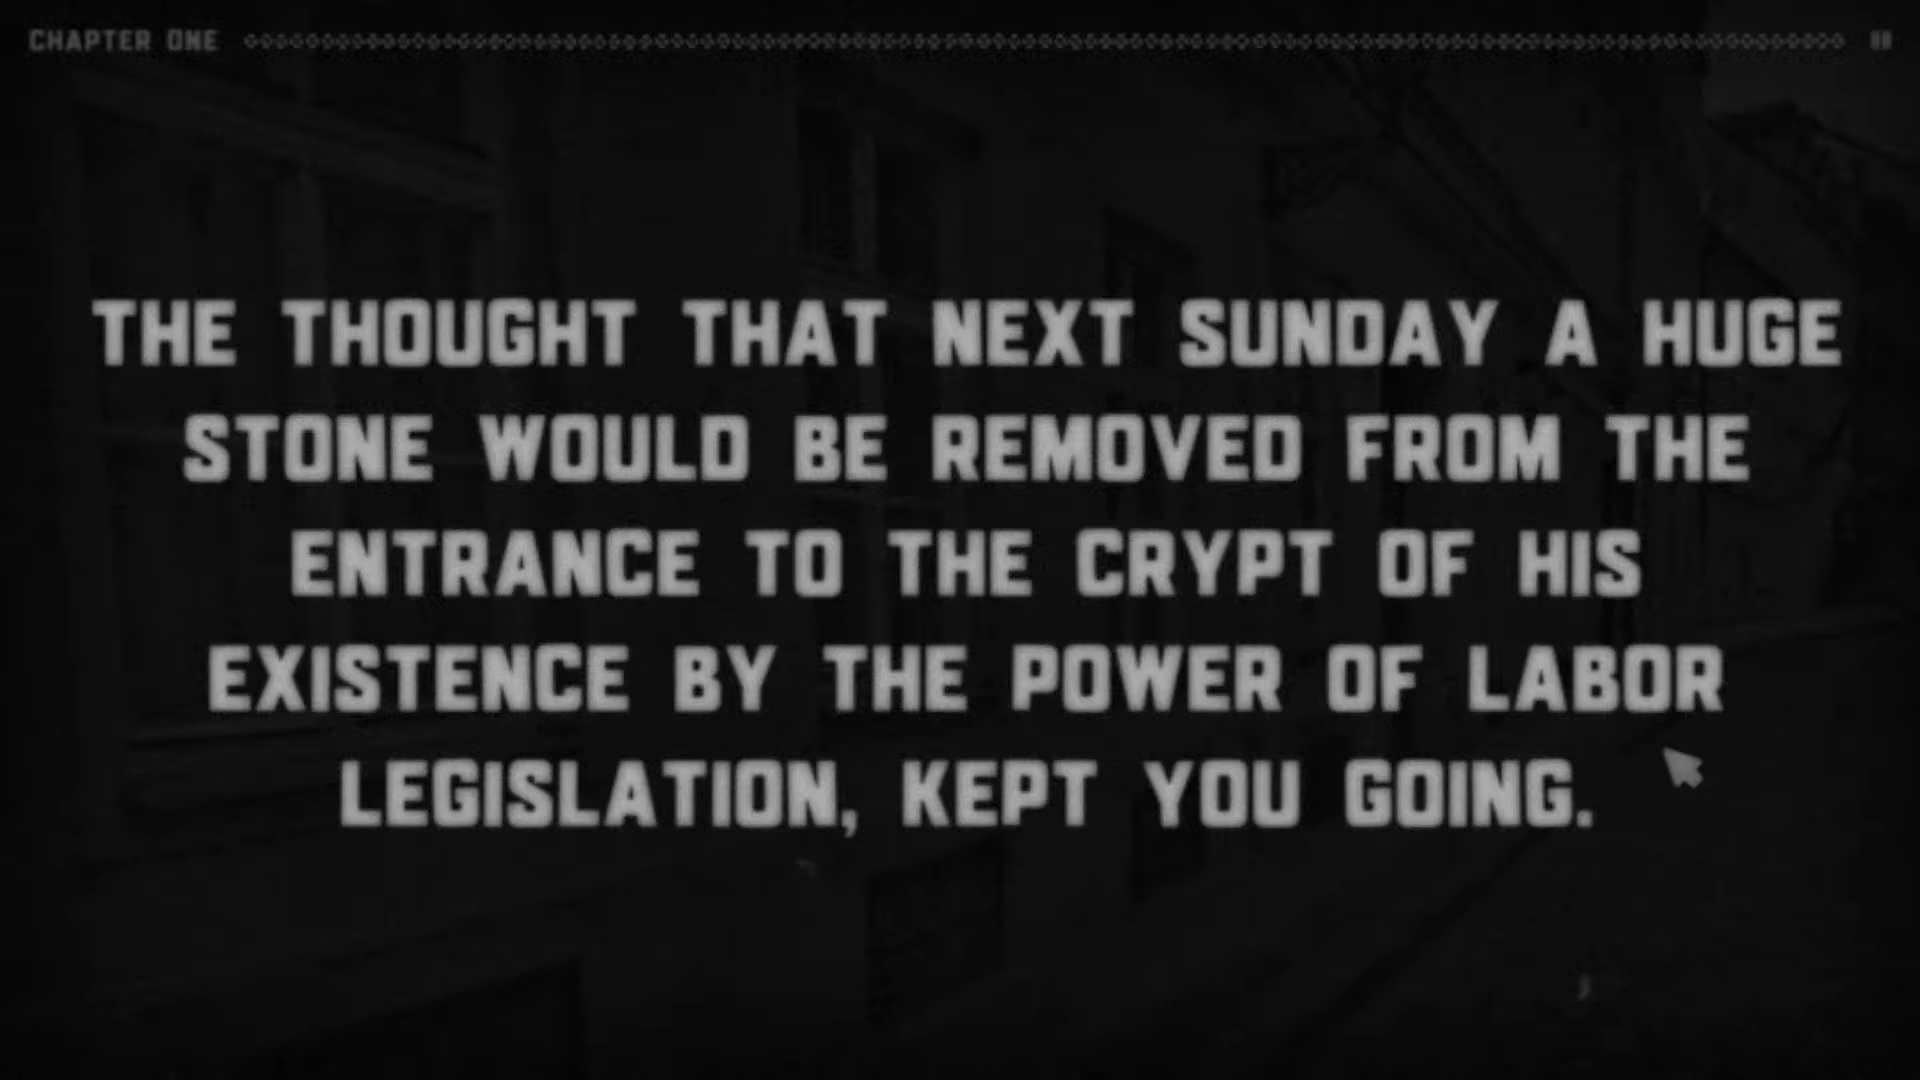 CHAPTER ONE
THE THOUGHT THAT NEXT SUNDAY A HUGE
STONE WOULD BE REMOVED FROM THE
ENTRANCE TO THE CRYPT OF HIS
EXISTENCE BY THE POWER OF LABOR
LEGISLATION, KEPT YOU GOING.